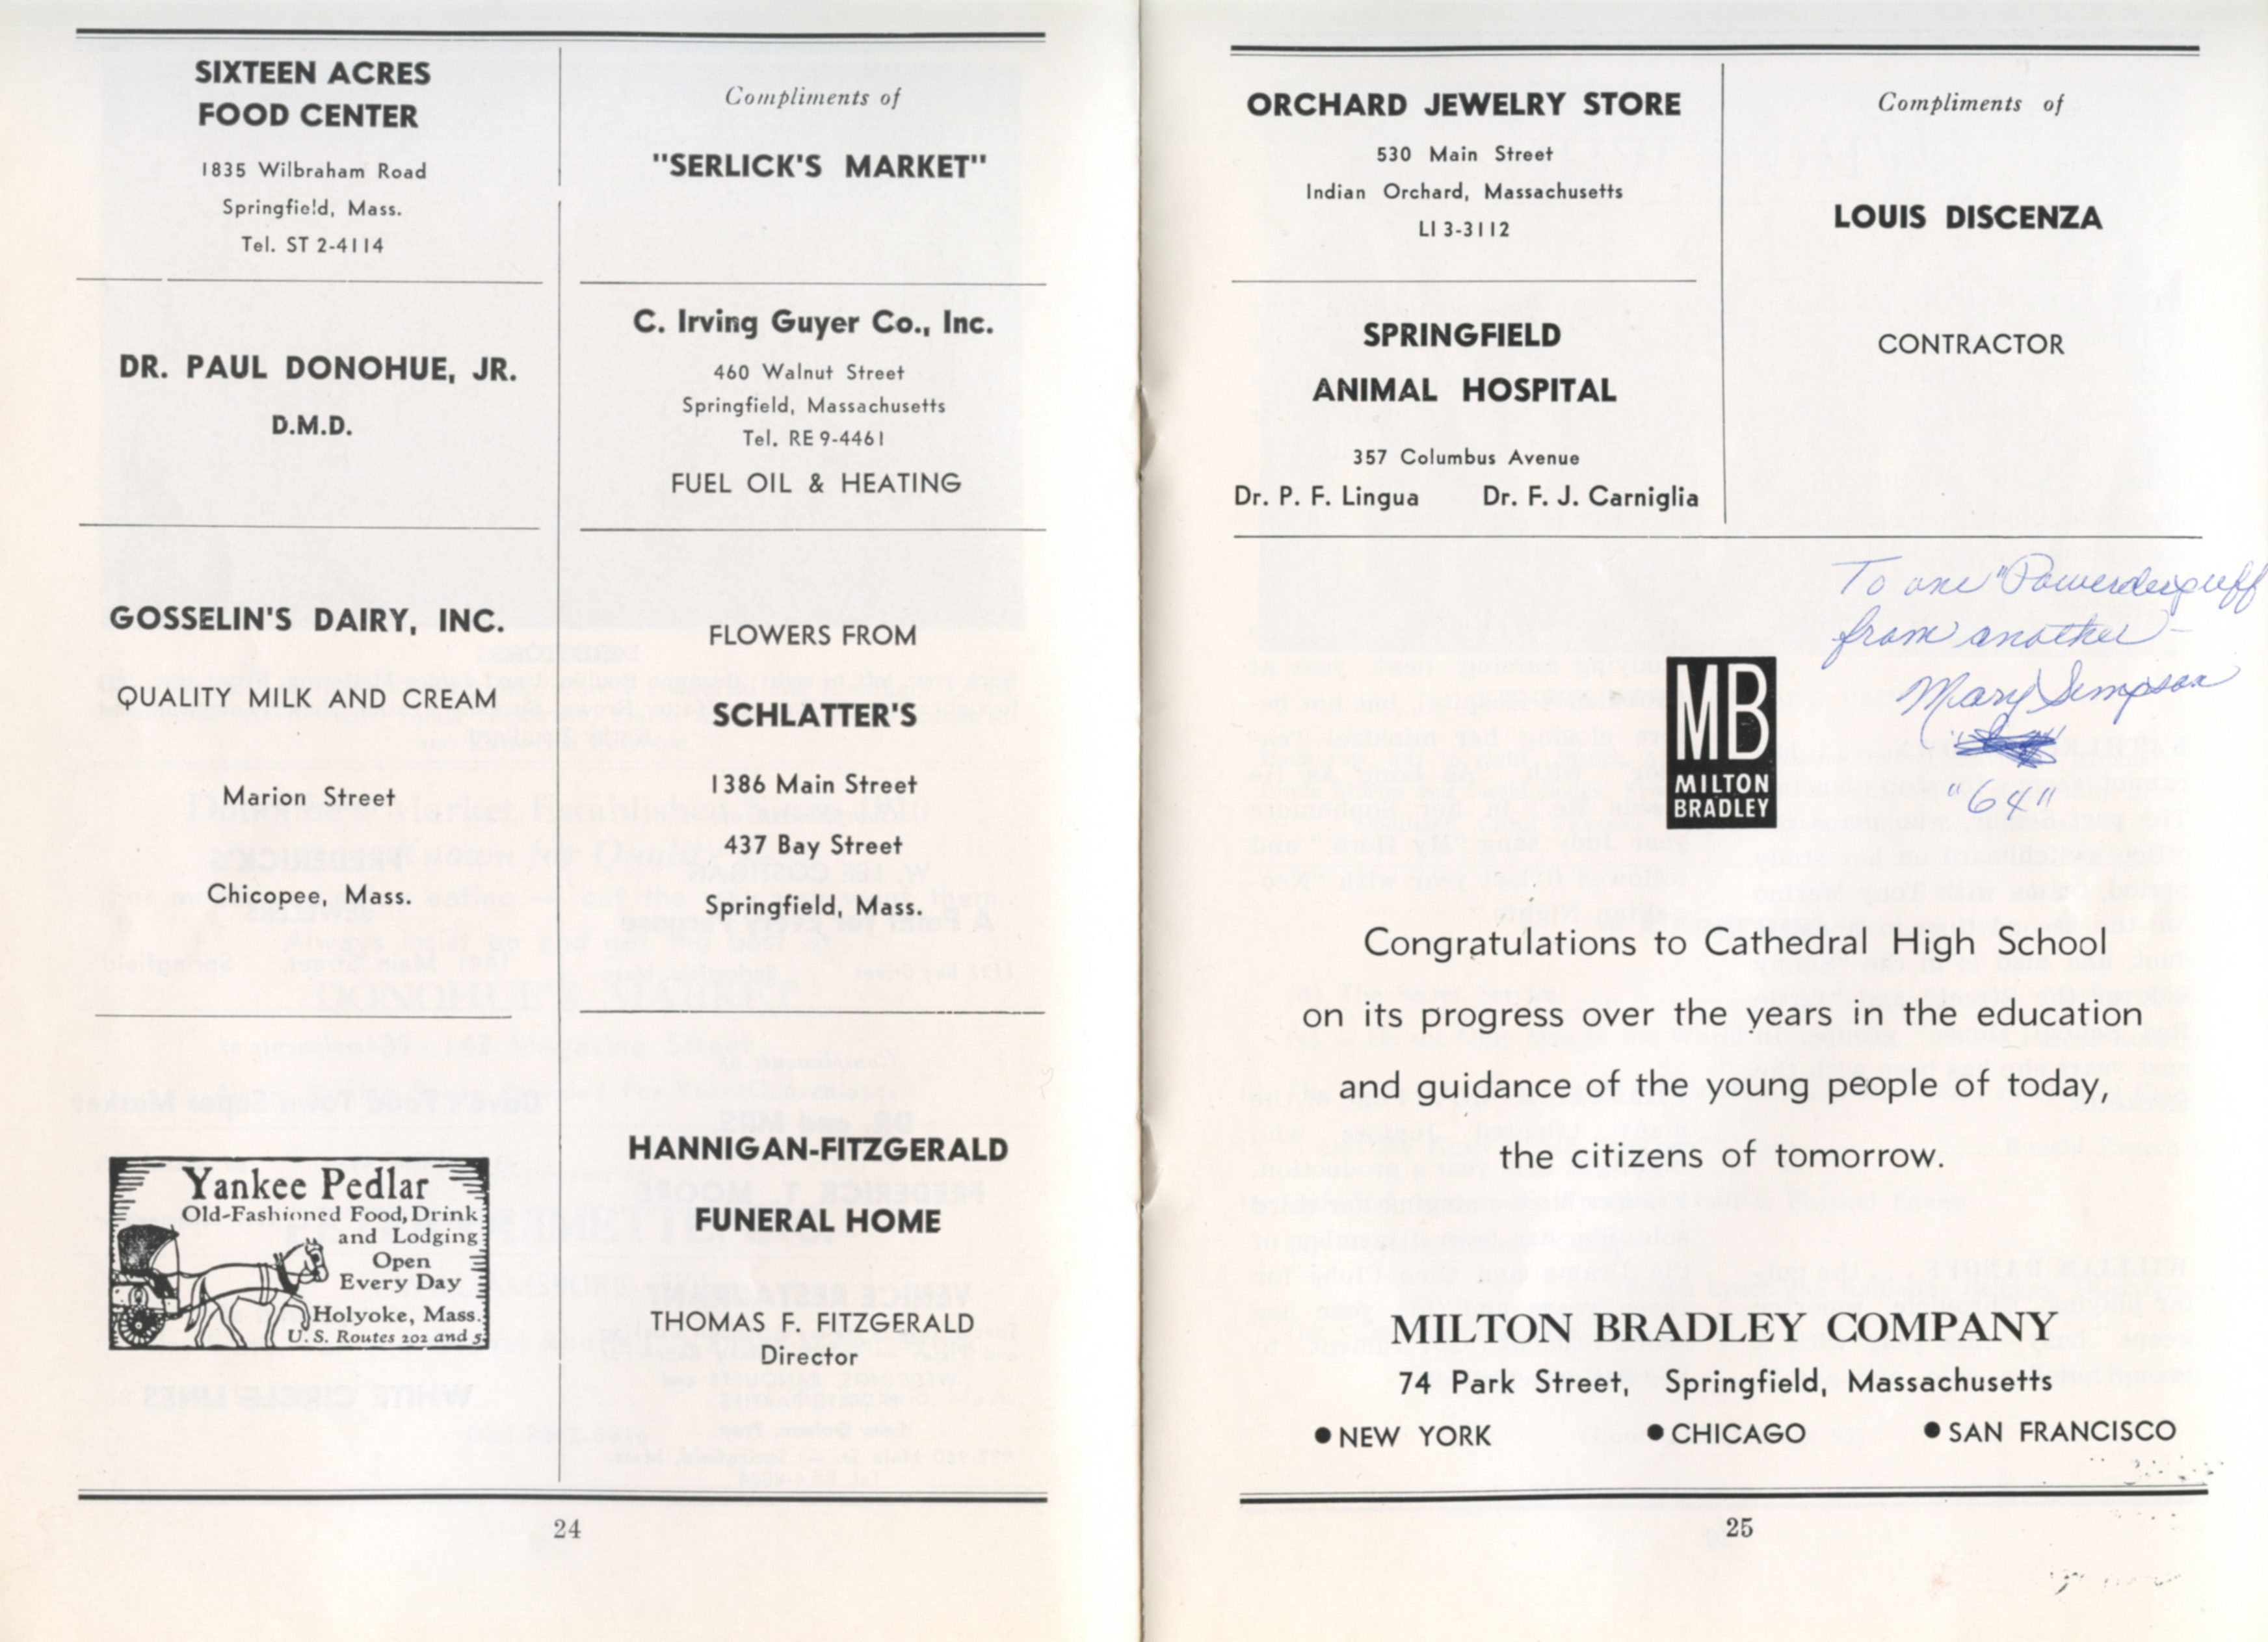 SIXTEEN ACRES
FOOD CENTER
1835 Wilbraham Road
Springfield, Mass.
Tel. ST 2-4114
Compliments of
"SERLICK'S MARKET"
DR. PAUL DONOHUE, JR.
D.M.D.
C. Irving Guyer Co., Inc.
460 Walnut Street
Springfield, Massachusetts
Tel. RE 9-4461
FUEL OIL & HEATING
GOSSELIN'S DAIRY, INC.
QUALITY MILK AND CREAM
Marion Street
Chicopee, Mass.
FLOWERS FROM
SCHLATTER'S
1386 Main Street
437 Bay Street
Springfield, Mass.
Yankee Pedlar
Old-Fashioned Food, Drink
and Lodging
Open
Every Day
Holyoke, Mass.
U. S. Routes 202 and 5
HANNIGAN-FITZGERALD
FUNERAL HOME
THOMAS F. FITZGERALD
Director
24
ORCHARD JEWELRY STORE
530 Main Street
Indian Orchard, Massachusetts
LI 3-3112
Compliments of
LOUIS DISCENZA
CONTRACTOR
SPRINGFIELD
ANIMAL HOSPITAL
357 Columbus Avenue
Dr. P. F. Lingua Dr. F. J. Carniglia
To one "Powderpuff
from another -
Mary Simpson
"64"
MB
MILTON
BRADLEY
Congratulations to Cathedral High School
on its progress over the years in the education
and guidance of the young people of today,
the citizens of tomorrow.
MILTON BRADLEY COMPANY
74 Park Street, Springfield, Massachusetts
● NEW YORK ● CHICAGO ● SAN FRANCISCO
25